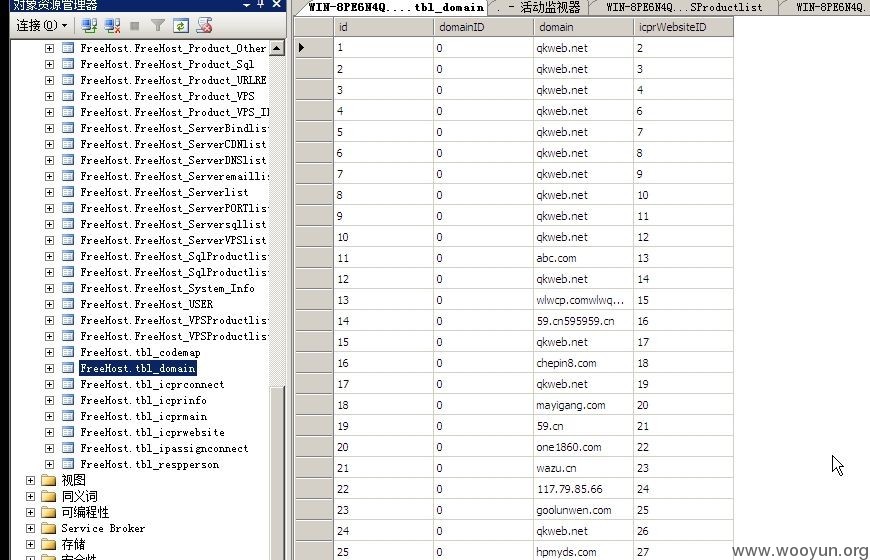 对象资源管理器
连接(O)
FreeHost.FreeHost_Product_Other
FreeHost.FreeHost_Product_Sql
FreeHost.FreeHost_Product_URLRE
FreeHost.FreeHost_Product_VPS
FreeHost.FreeHost_Product_VPS_I
FreeHost.FreeHost_ServerBindlis
FreeHost.FreeHost_ServerCDNlist
FreeHost.FreeHost_ServerDNSlist
FreeHost.FreeHost_Serveremaillis
FreeHost.FreeHost_Serverlist
FreeHost.FreeHost_ServerPORTlis
FreeHost.FreeHost_Serversqllist
FreeHost.FreeHost_ServerVPSlist
FreeHost.FreeHost_SqlProductlis
FreeHost.FreeHost_SqlProductlis
FreeHost.FreeHost_System_Info
FreeHost.FreeHost_USER
FreeHost.FreeHost_VPSProductlis
FreeHost.FreeHost_VPSProductlis
FreeHost.tbl_codemap
FreeHost.tbl_domain
FreeHost.tbl_icprconnect
FreeHost.tbl_icprinfo
FreeHost.tbl_icprmain
FreeHost.tbl_icprwebsite
FreeHost.tbl_ipassignconnect
FreeHost.tbl_respperson
视图
同义词
可编程性
Service Broker
存储
安全性
WIN-8PE6N4Q....tbl_domain . - 活动监视器 WIN-8PE6N4Q...SProductlist WIN-8PE6N4Q.
id domainID domain icprWebsiteID
1 0 qkweb.net 2
2 0 qkweb.net 3
3 0 qkweb.net 4
4 0 qkweb.net 6
5 0 qkweb.net 7
6 0 qkweb.net 8
7 0 qkweb.net 9
8 0 qkweb.net 10
9 0 qkweb.net 11
10 0 qkweb.net 12
11 0 abc.com 13
12 0 qkweb.net 14
13 0 wlwcp.comwlwq... 15
14 0 59.cn595959.cn 16
15 0 qkweb.net 17
16 0 chepin8.com 18
17 0 qkweb.net 19
18 0 mayigang.com 20
19 0 59.cn 21
20 0 one1860.com 22
21 0 wazu.cn 23
22 0 117.79.85.66 24
23 0 goolunwen.com 25
24 0 qkweb.net 26
25 0 hpmyds.com 27
www.wooyun.org